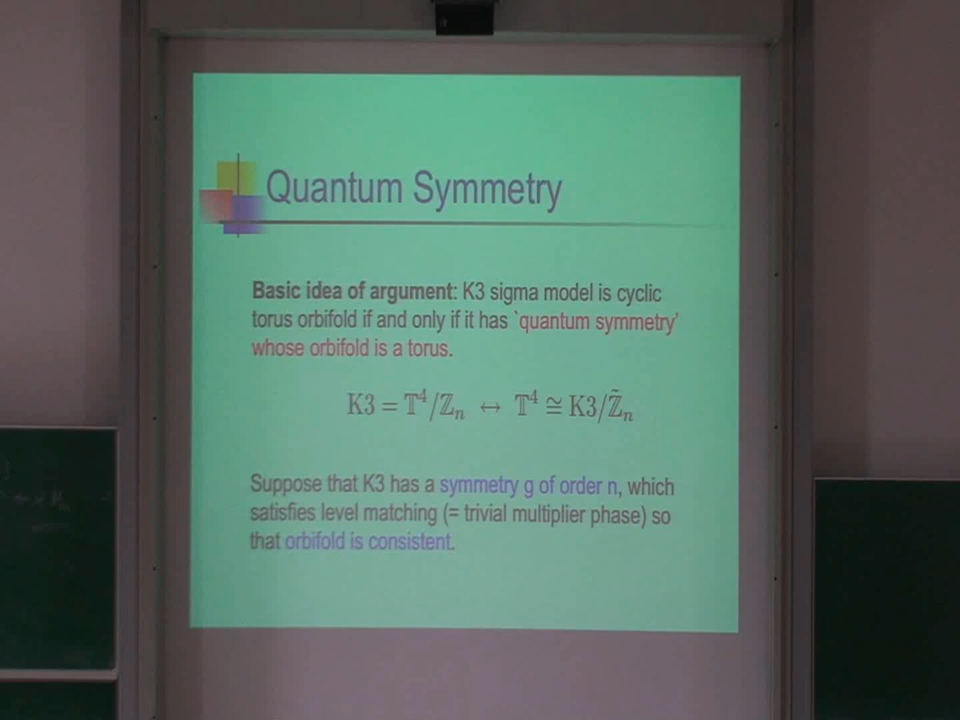 Quantum Symmetry
Basic idea of argument: K3 sigma model is cyclic
torus orbifold if and only if it has `quantum symmetry'
whose orbifold is a torus.
K3 = 𝕋⁴/ℤₙ ↔ 𝕋⁴ ≅ K3/ℤ̃ₙ
Suppose that K3 has a symmetry g of order n, which
satisfies level matching (= trivial multiplier phase) so
that orbifold is consistent.